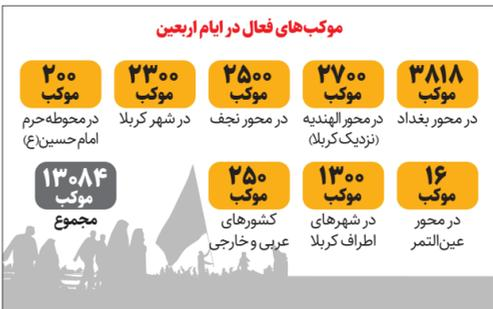 موکب‌های فعال در ایام اربعین
۳۸۱۸
موکب
در محور بغداد
۲۷۰۰
موکب
در محور الهندیه
(نزدیک کربلا)
۲۵۰۰
موکب
در محور نجف
۲۳۰۰
موکب
در شهر کربلا
۲۰۰
موکب
در محوطه حرم
امام حسین(ع)
۱۶
موکب
در محور
عین‌التمر
۱۳۰۰
موکب
در شهرهای
اطراف کربلا
۲۵۰
موکب
کشورهای
عربی و خارجی
۱۳۰۸۴
موکب
مجموع